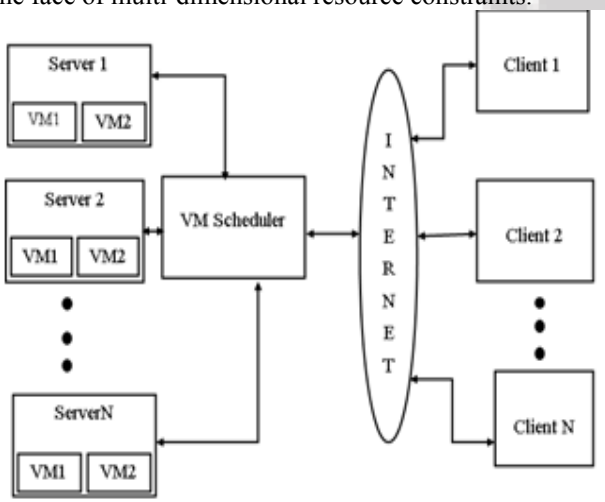 he face of multi-dimensional resource constraints.
Server 1
VM1 VM2
Server 2
VM1 VM2
ServerN
VM1 VM2
VM Scheduler
I
N
T
E
R
N
E
T
Client 1
Client 2
Client N